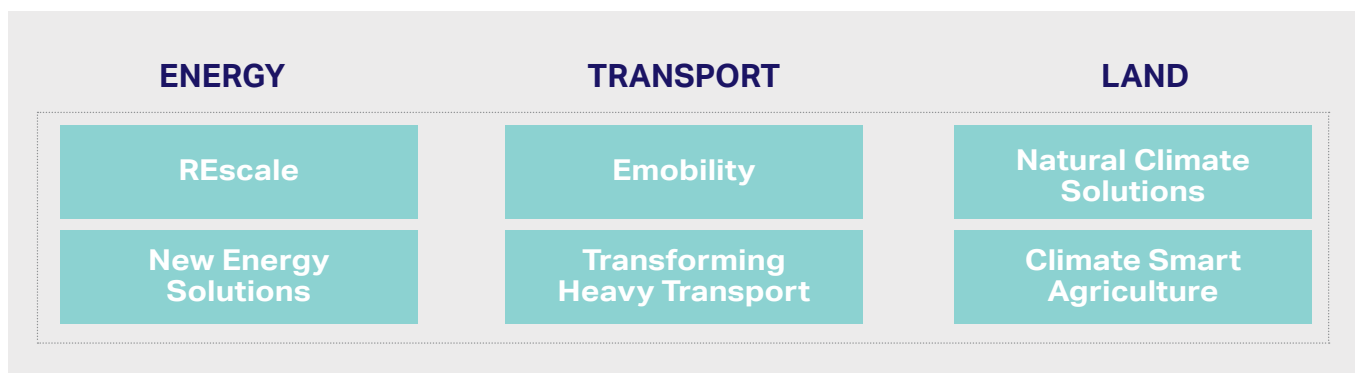 ENERGY
REscale
New Energy
Solutions
TRANSPORT
Emobility
Transforming
Heavy Transport
LAND
Natural Climate
Solutions
Climate Smart
Agriculture